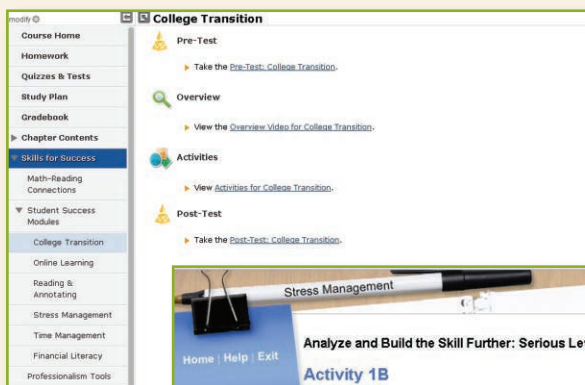 modify
Course Home
Homework
Quizzes & Tests
Study Plan
Gradebook
Chapter Contents
Skills for Success
Math-Reading
Connections
Student Success
Modules
College Transition
Online Learning
Reading &
Annotating
Stress Management
Time Management
Financial Literacy
Professionalism Tools
College Transition
Pre-Test
Take the Pre-Test: College Transition.
Overview
View the Overview Video for College Transition.
Activities
View Activities for College Transition.
Post-Test
Take the Post-Test: College Transition.
Stress Management
Home | Help | Exit
Analyze and Build the Skill Further: Serious Le
Activity 1B